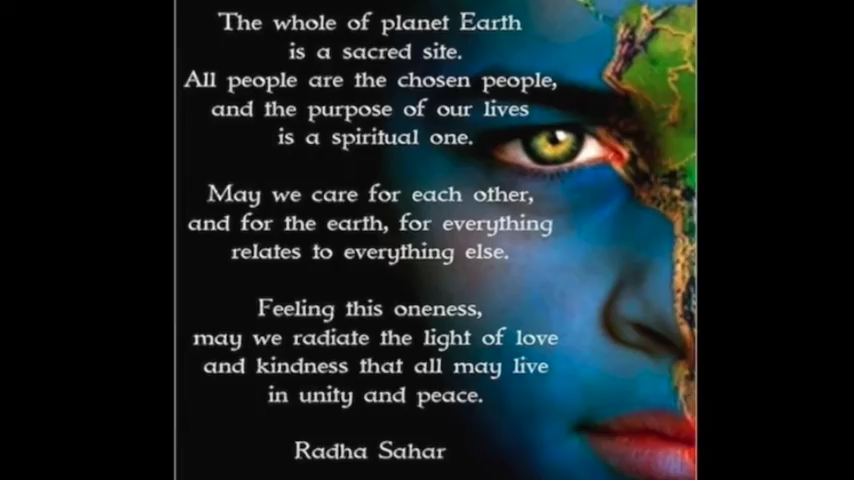 The whole of planet Earth
is a sacred site.
All people are the chosen people,
and the purpose of our lives
is a spiritual one.
May we care for each other,
and for the earth, for everything
relates to everything else.
Feeling this oneness,
may we radiate the light of love
and kindness that all may live
in unity and peace.
Radha Sahar